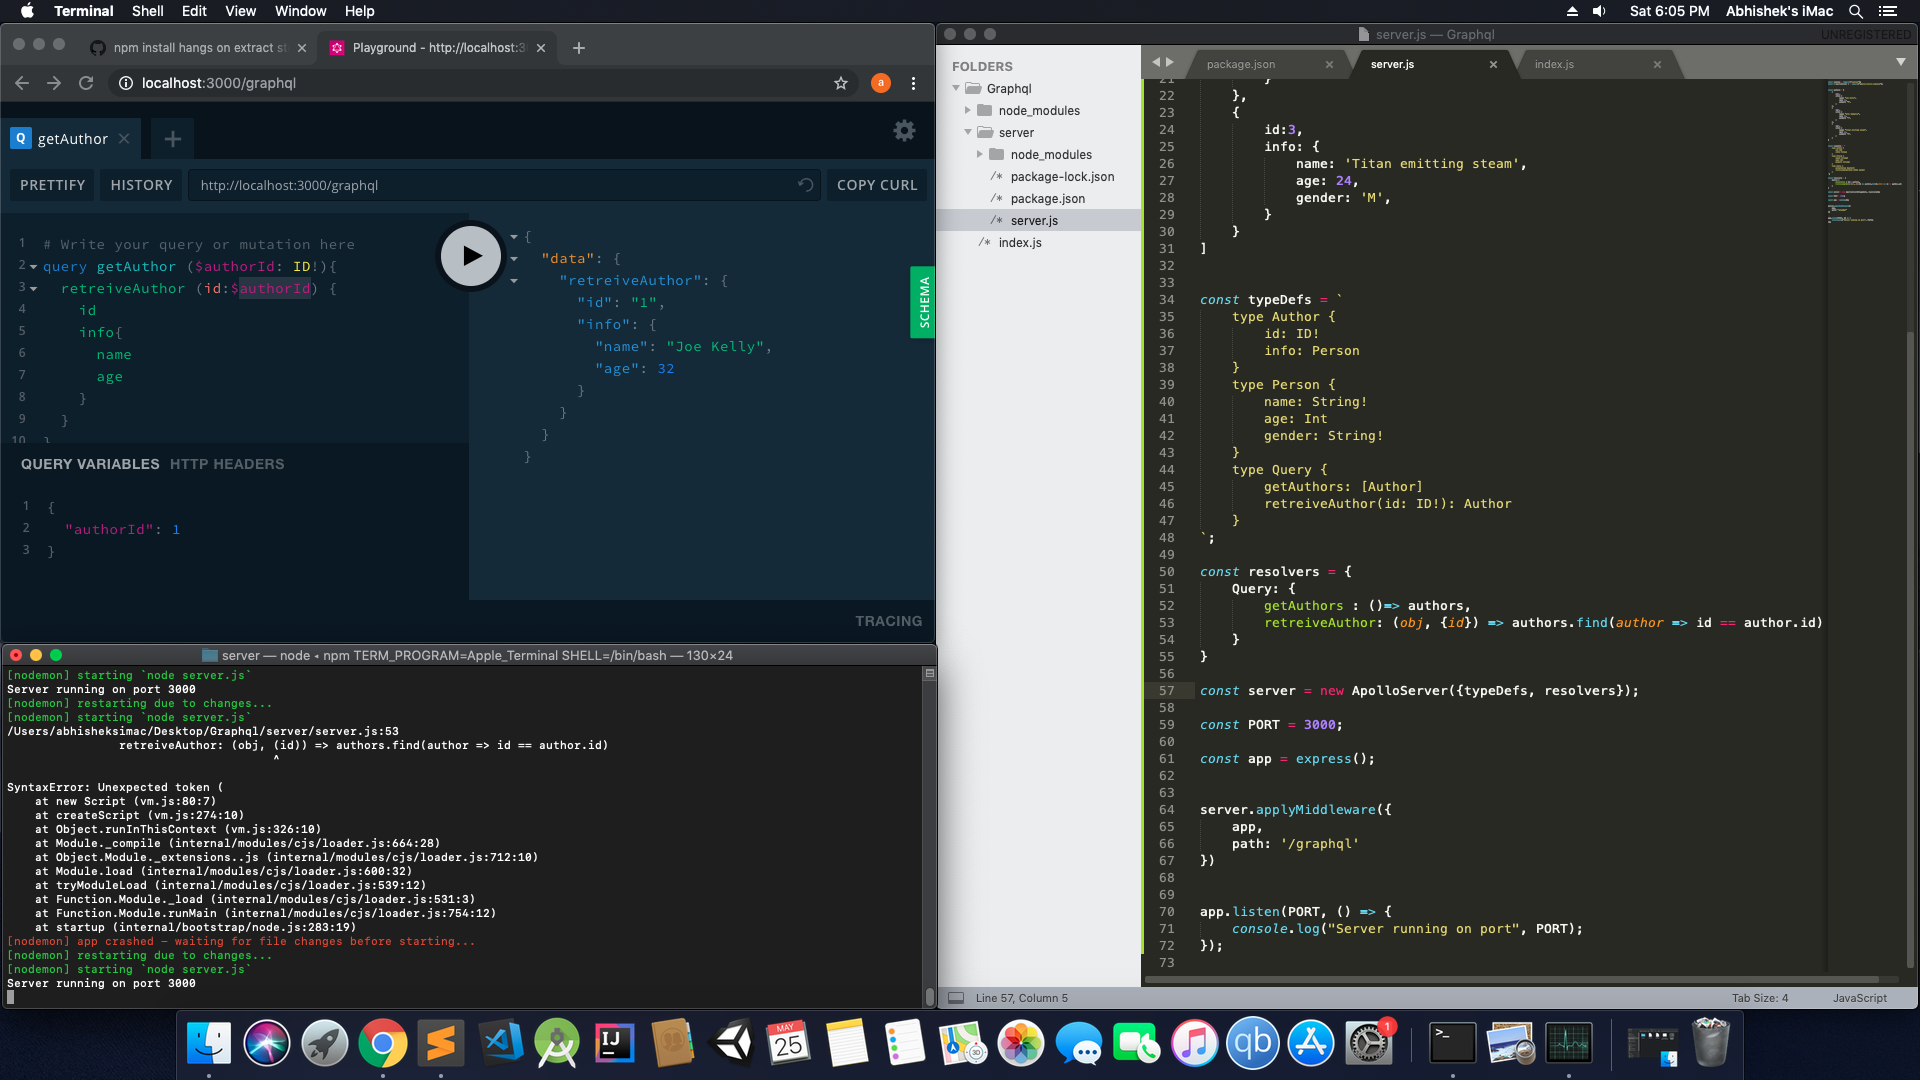 Terminal Shell Edit View Window Help
Sat 6:05 PM Abhishek's iMac
npm install hangs on extract st
Playground - http://localhost:3
localhost:3000/graphql
a
Q getAuthor
PRETTIFY HISTORY http://localhost:3000/graphql COPY CURL
1 # Write your query or mutation here
2 query getAuthor ($authorId: ID!){
3 retreiveAuthor (id:$authorId) {
4 id
5 info{
6 name
7 age
8 }
9 }
10 }
{
"data": {
"retreiveAuthor": {
"id": "1",
"info": {
"name": "Joe Kelly",
"age": 32
}
}
}
}
SCHEMA
QUERY VARIABLES HTTP HEADERS
1 {
2 "authorId": 1
3 }
TRACING
server — node ◂ npm TERM_PROGRAM=Apple_Terminal SHELL=/bin/bash — 130×24
[nodemon] starting `node server.js`
Server running on port 3000
[nodemon] restarting due to changes...
[nodemon] starting `node server.js`
/Users/abhisheksimac/Desktop/Graphql/server/server.js:53
retreiveAuthor: (obj, (id)) => authors.find(author => id == author.id)
^
SyntaxError: Unexpected token (
at new Script (vm.js:80:7)
at createScript (vm.js:274:10)
at Object.runInThisContext (vm.js:326:10)
at Module._compile (internal/modules/cjs/loader.js:664:28)
at Object.Module._extensions..js (internal/modules/cjs/loader.js:712:10)
at Module.load (internal/modules/cjs/loader.js:600:32)
at tryModuleLoad (internal/modules/cjs/loader.js:539:12)
at Function.Module._load (internal/modules/cjs/loader.js:531:3)
at Function.Module.runMain (internal/modules/cjs/loader.js:754:12)
at startup (internal/bootstrap/node.js:283:19)
[nodemon] app crashed - waiting for file changes before starting...
[nodemon] restarting due to changes...
[nodemon] starting `node server.js`
Server running on port 3000
server.js — Graphql
UNREGISTERED
FOLDERS
Graphql
node_modules
server
node_modules
/* package-lock.json
/* package.json
/* server.js
/* index.js
package.json
server.js
index.js
21 }
22 },
23 {
24 id:3,
25 info: {
26 name: 'Titan emitting steam',
27 age: 24,
28 gender: 'M',
29 }
30 }
31 ]
32
33
34 const typeDefs = `
35 type Author {
36 id: ID!
37 info: Person
38 }
39 type Person {
40 name: String!
41 age: Int
42 gender: String!
43 }
44 type Query {
45 getAuthors: [Author]
46 retreiveAuthor(id: ID!): Author
47 }
48 `;
49
50 const resolvers = {
51 Query: {
52 getAuthors : ()=> authors,
53 retreiveAuthor: (obj, {id}) => authors.find(author => id == author.id)
54 }
55 }
56
57 const server = new ApolloServer({typeDefs, resolvers});
58
59 const PORT = 3000;
60
61 const app = express();
62
63
64 server.applyMiddleware({
65 app,
66 path: '/graphql'
67 })
68
69
70 app.listen(PORT, () => {
71 console.log("Server running on port", PORT);
72 });
73
Line 57, Column 5
Tab Size: 4
JavaScript
IJ
MAY
25
3D
qb
1
>_